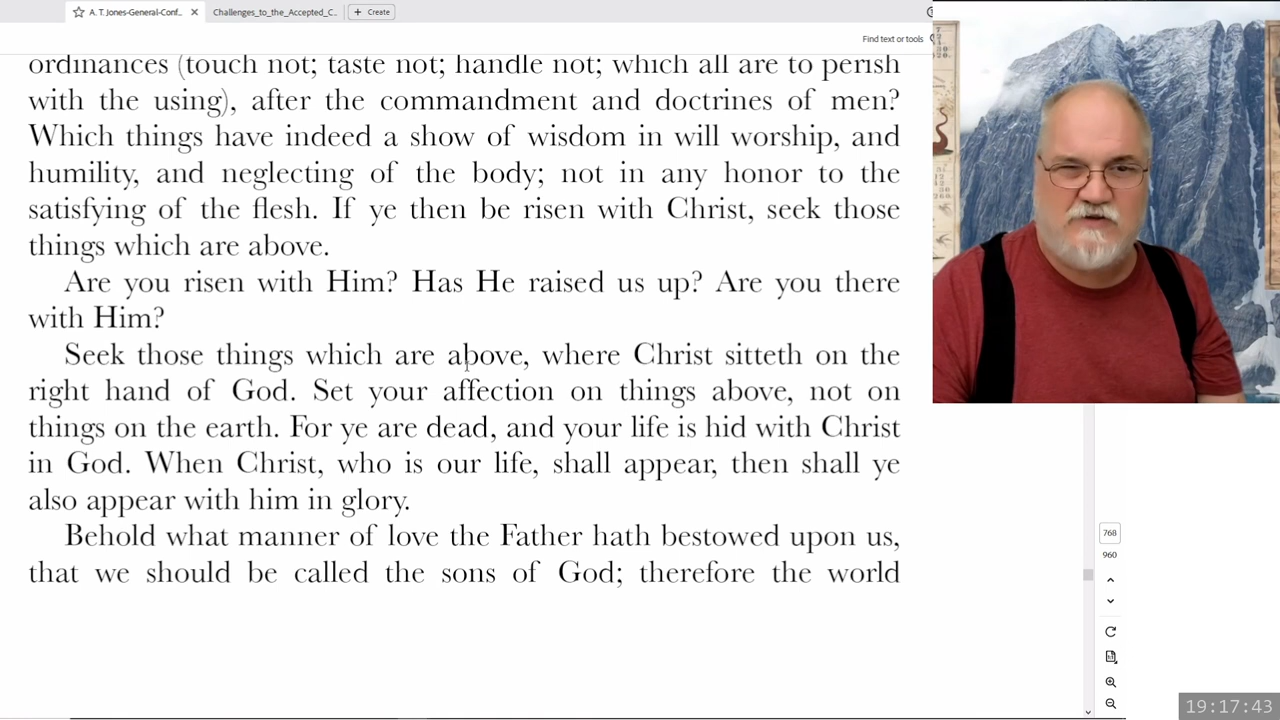 A. T. Jones-General-Conf...
Challenges_to_the_Accepted_C...
+ Create
Find text or tools
ordinances (touch not; taste not; handle not; which all are to perish
with the using), after the commandment and doctrines of men?
Which things have indeed a show of wisdom in will worship, and
humility, and neglecting of the body; not in any honor to the
satisfying of the flesh. If ye then be risen with Christ, seek those
things which are above.
Are you risen with Him? Has He raised us up? Are you there
with Him?
Seek those things which are above, where Christ sitteth on the
right hand of God. Set your affection on things above, not on
things on the earth. For ye are dead, and your life is hid with Christ
in God. When Christ, who is our life, shall appear, then shall ye
also appear with him in glory.
Behold what manner of love the Father hath bestowed upon us,
that we should be called the sons of God; therefore the world
768
960
19:17:43